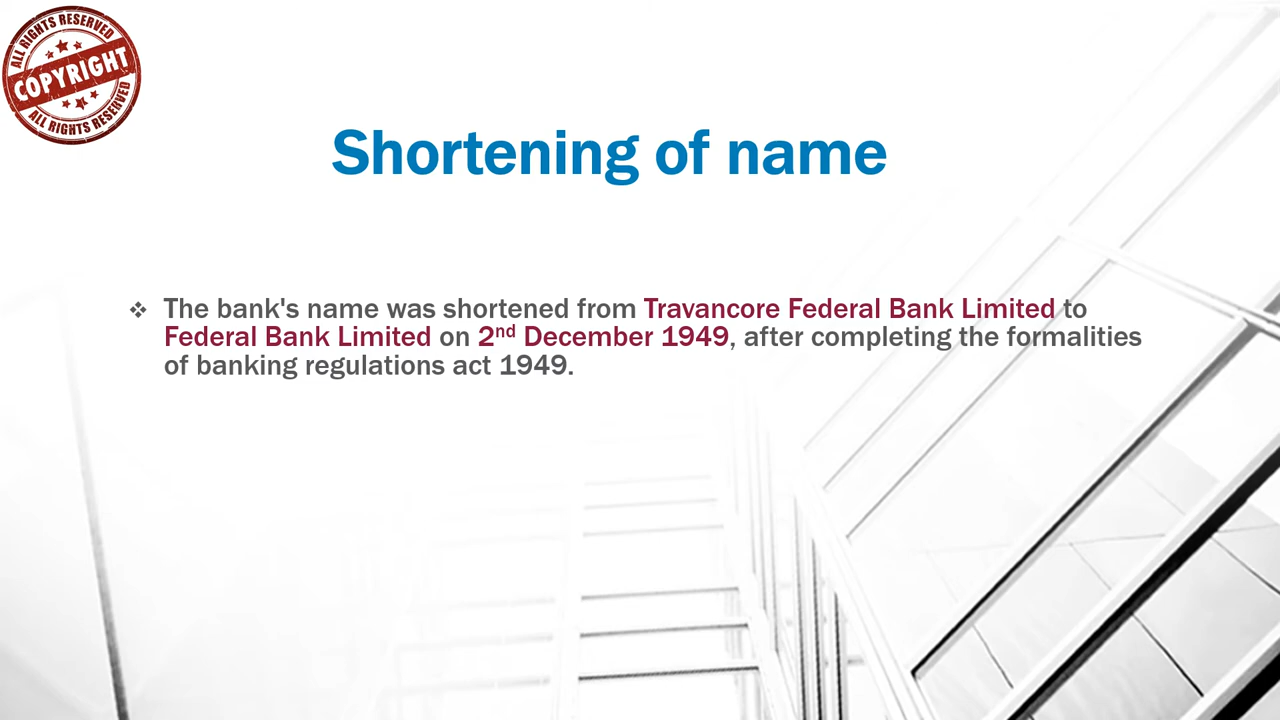 ALL RIGHTS RESERVED
COPYRIGHT
ALL RIGHTS RESERVED
Shortening of name
❖ The bank's name was shortened from Travancore Federal Bank Limited to
Federal Bank Limited on 2nd December 1949, after completing the formalities
of banking regulations act 1949.